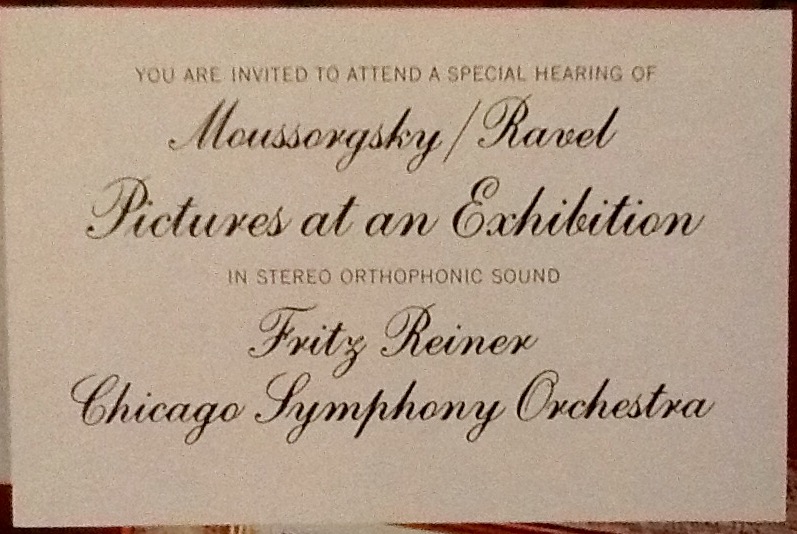 YOU ARE INVITED TO ATTEND A SPECIAL HEARING OF
Moussorgsky/Ravel
Pictures at an Exhibition
IN STEREO ORTHOPHONIC SOUND
Fritz Reiner
Chicago Symphony Orchestra